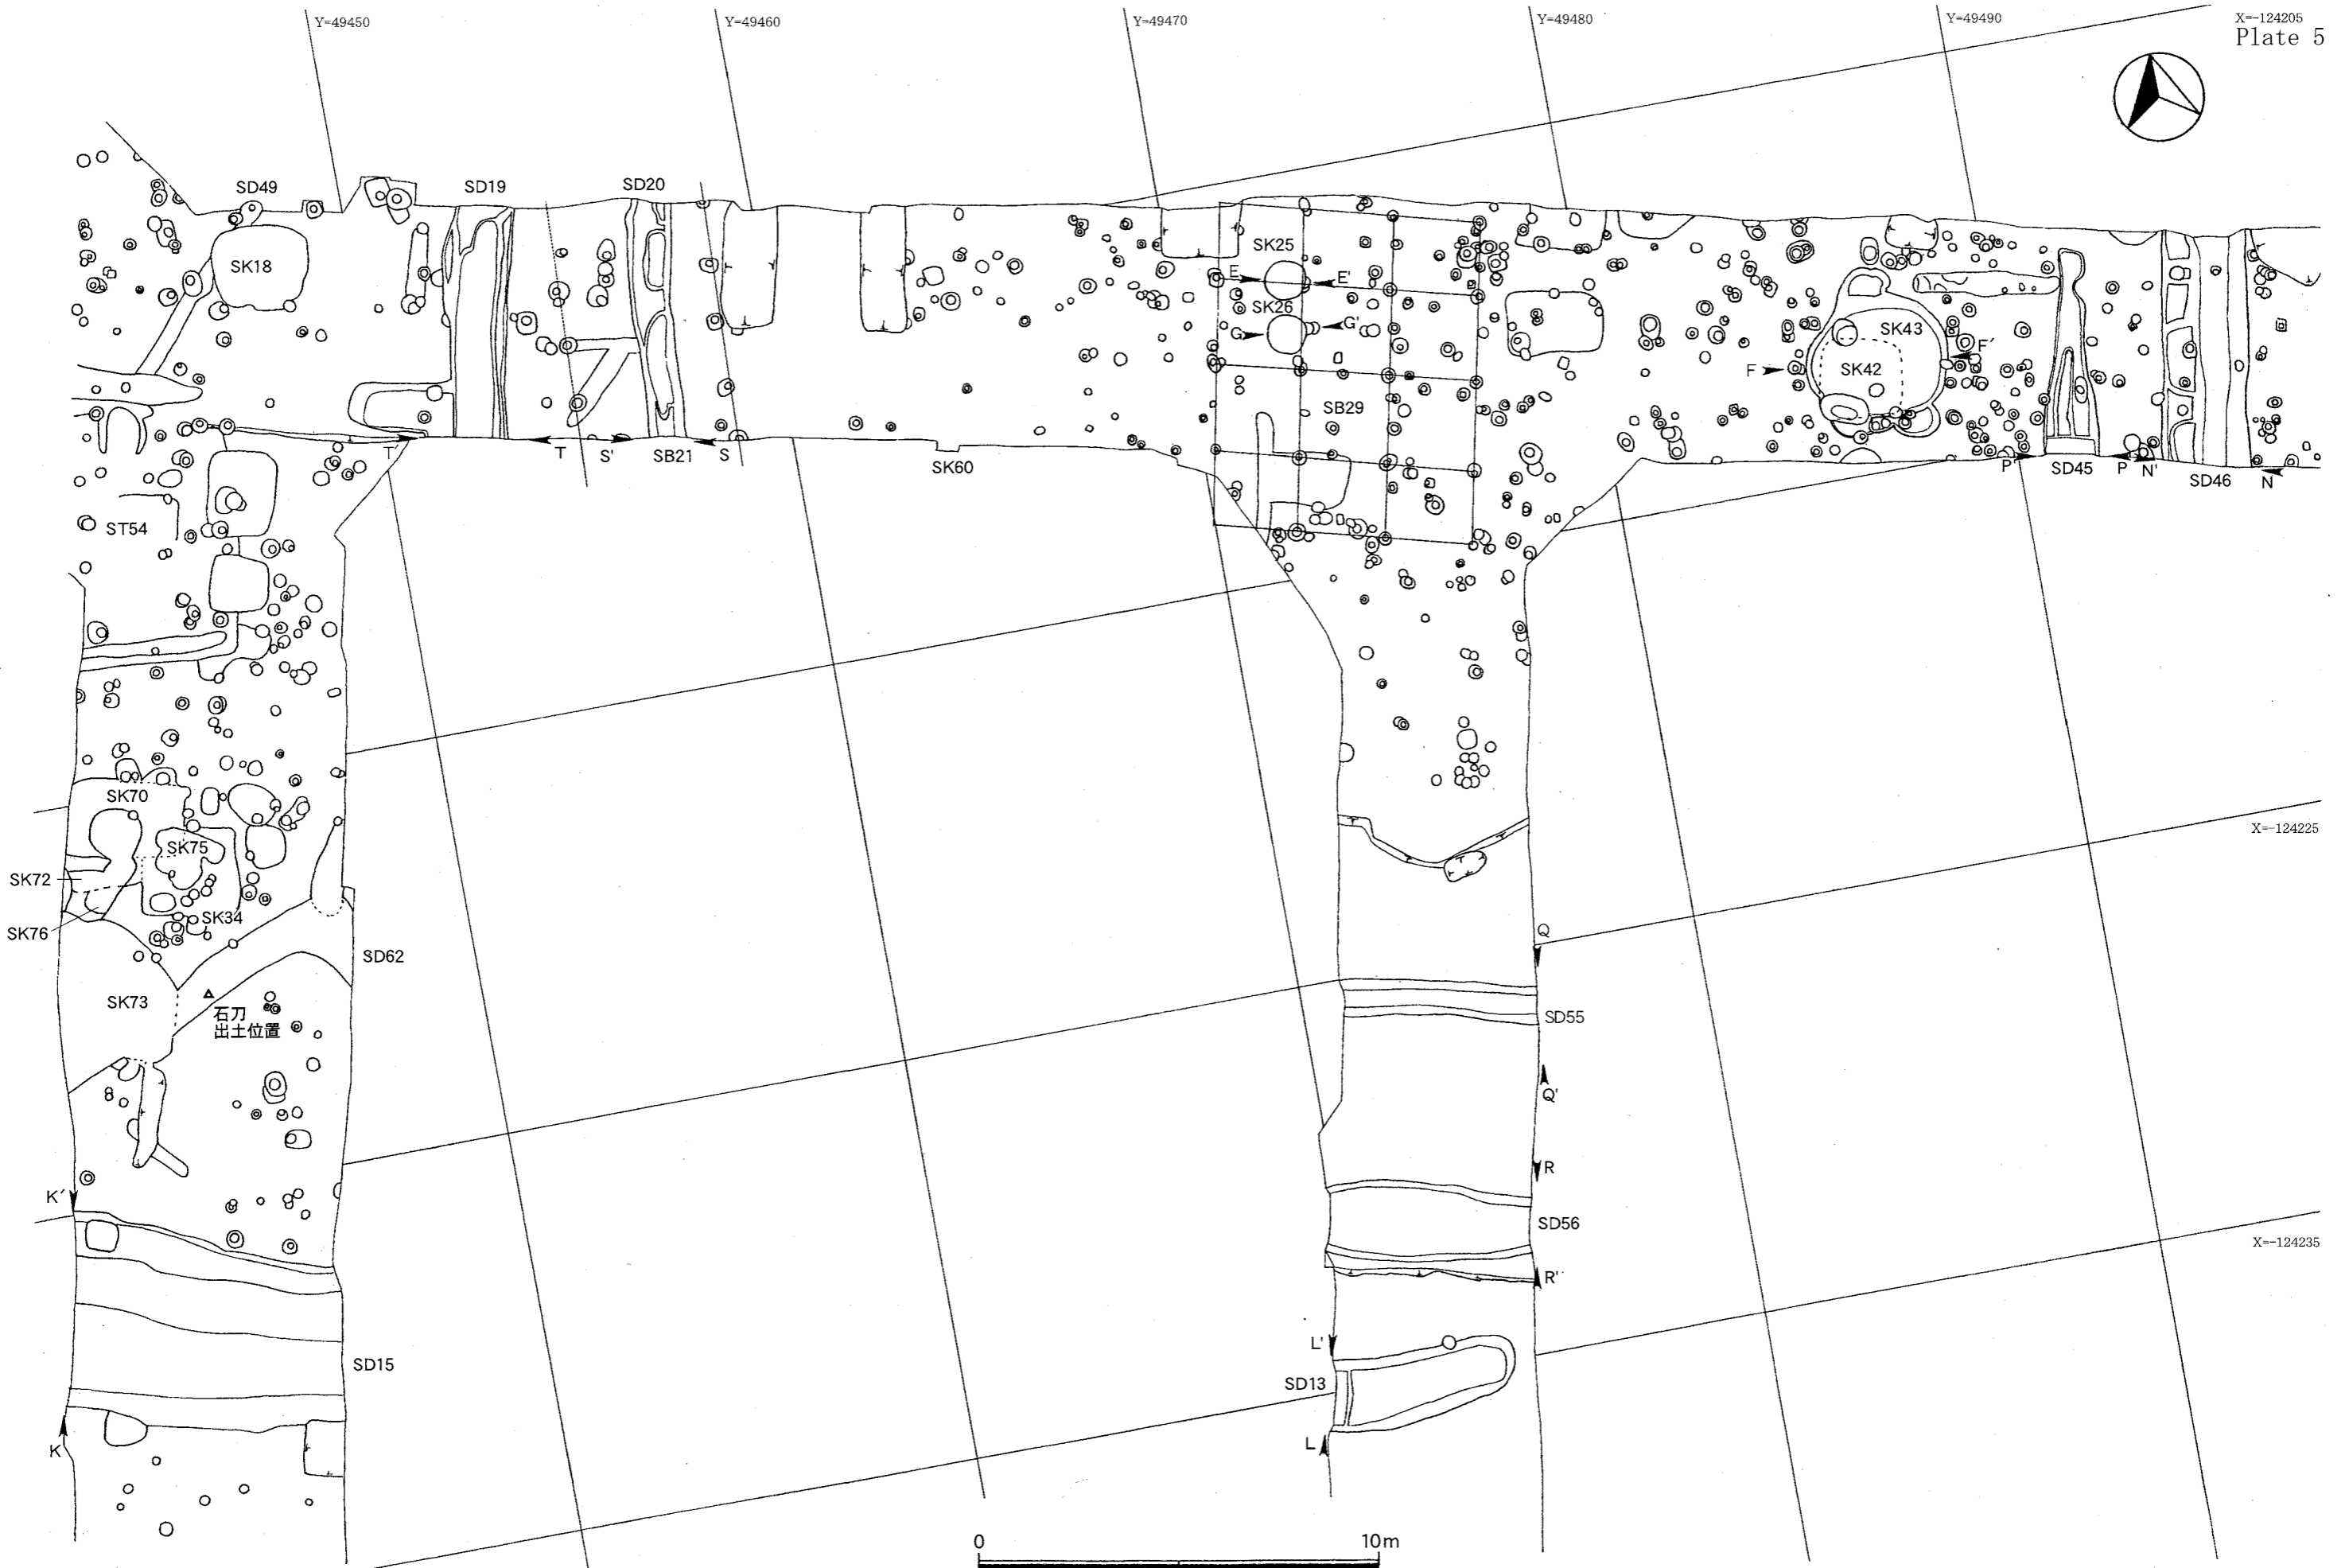 Y=49450
Y=49460
Y=49470
Y=49480
Y=49490
X=-124205
Plate 5
SD49
SD19
SD20
SK18
SK25
E
E'
SK26
G
G'
SK43
F'
F
SK42
SB29
T'
T
S'
SB21
S
SK60
P'
SD45
P
N'
SD46
N
ST54
SK70
X=-124225
SK75
SK72
SK34
SK76
Q
SD62
SK73
石刀
出土位置
SD55
Q'
R
K'
SD56
X=-124235
R'
L'
SD15
SD13
K
L
0
10m